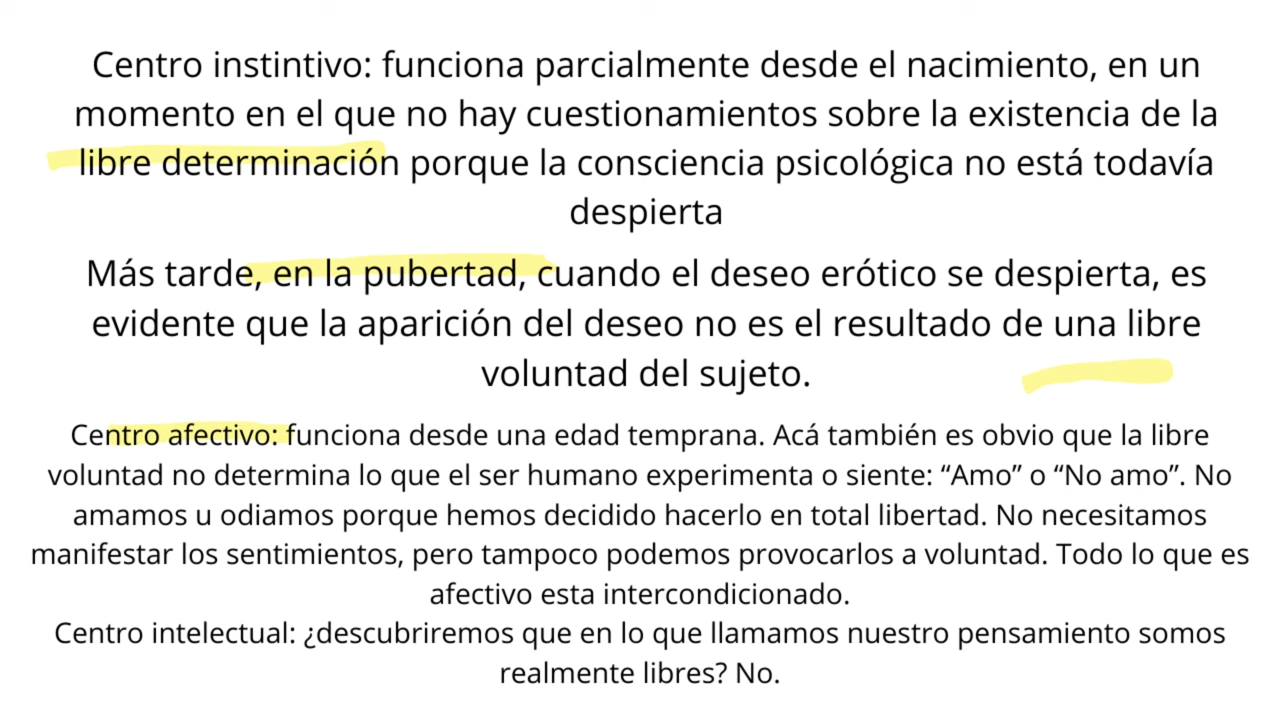 Centro instintivo: funciona parcialmente desde el nacimiento, en un
momento en el que no hay cuestionamientos sobre la existencia de la
libre determinación porque la consciencia psicológica no está todavía
despierta
Más tarde, en la pubertad, cuando el deseo erótico se despierta, es
evidente que la aparición del deseo no es el resultado de una libre
voluntad del sujeto.
Centro afectivo: funciona desde una edad temprana. Acá también es obvio que la libre
voluntad no determina lo que el ser humano experimenta o siente: “Amo” o “No amo”. No
amamos u odiamos porque hemos decidido hacerlo en total libertad. No necesitamos
manifestar los sentimientos, pero tampoco podemos provocarlos a voluntad. Todo lo que es
afectivo esta intercondicionado.
Centro intelectual: ¿descubriremos que en lo que llamamos nuestro pensamiento somos
realmente libres? No.